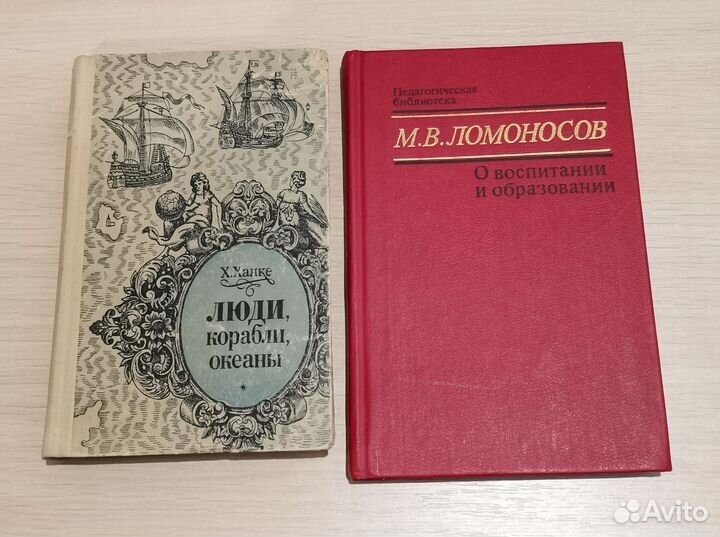 Х.Ханке
ЛЮДИ,
корабли,
океаны
Педагогическая
библиотека
М.В.ЛОМОНОСОВ
О воспитании
и образовании
Avito